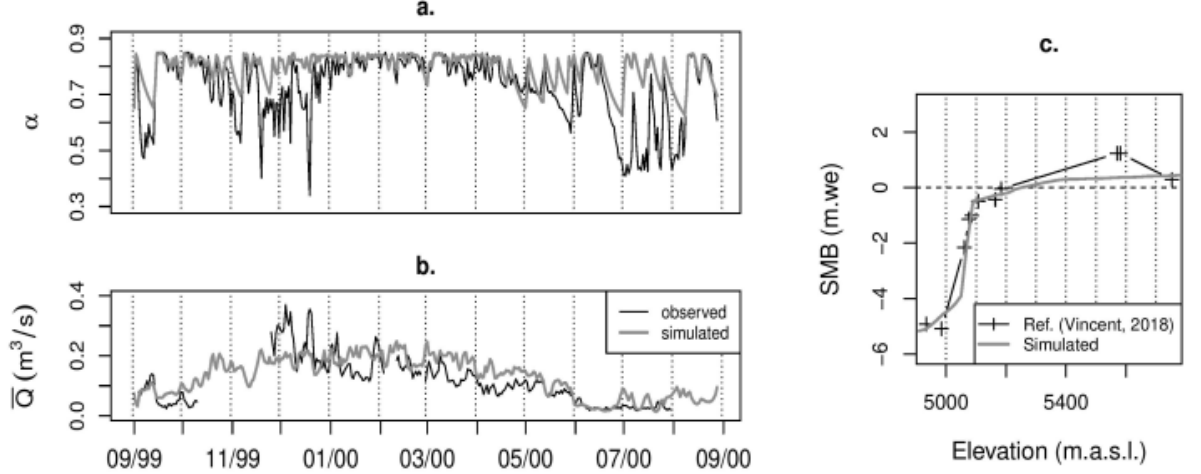 a.
0.9
0.7
0.5
0.3
α
b.
0.4
0.2
0.0
Q (m³/s)
observed
simulated
09/99
11/99
01/00
03/00
05/00
07/00
09/00
c.
2
0
-2
-4
-6
SMB (m.we)
Ref. (Vincent, 2018)
Simulated
5000
5400
Elevation (m.a.s.l.)